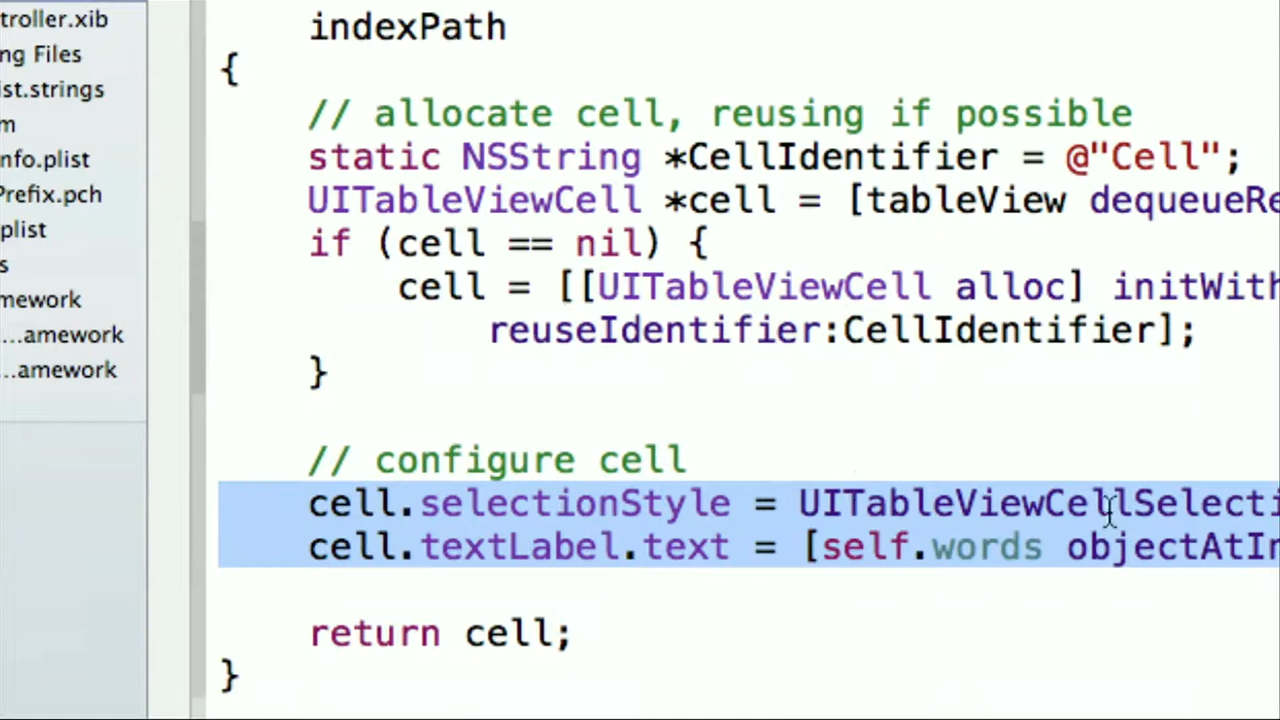 troller.xib
ng Files
ist.strings
m
nfo.plist
Prefix.pch
plist
s
mework
...amework
...amework
indexPath
{
// allocate cell, reusing if possible
static NSString *CellIdentifier = @"Cell";
UITableViewCell *cell = [tableView dequeueRe
if (cell == nil) {
cell = [[UITableViewCell alloc] initWith
reuseIdentifier:CellIdentifier];
}
// configure cell
cell.selectionStyle = UITableViewCellSelecti
cell.textLabel.text = [self.words objectAtIn
return cell;
}